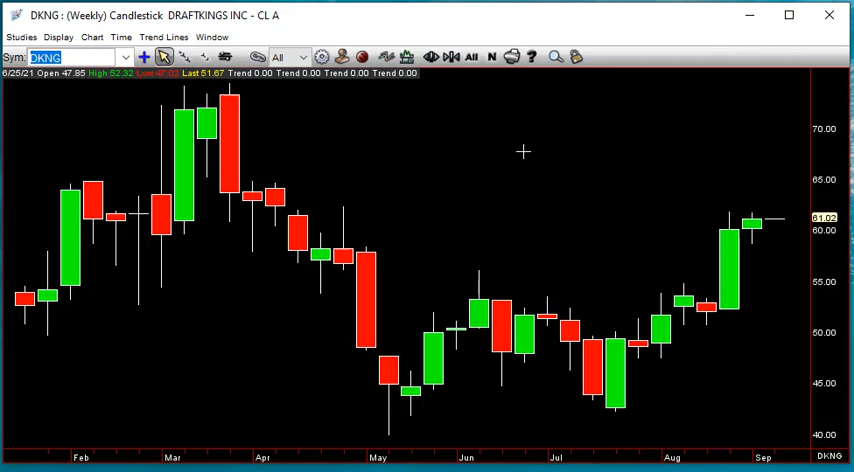 DKNG : (Weekly) Candlestick DRAFTKINGS INC - CL A
Studies Display Chart Time Trend Lines Window
Sym: DKNG All All N ?
6/25/21 Open 47.85 High 52.32 Low 47.02 Last 51.67 Trend 0.00 Trend 0.00 Trend 0.00 Trend 0.00
70.00
65.00
61.02
60.00
55.00
50.00
45.00
40.00
Feb Mar Apr May Jun Jul Aug Sep DKNG